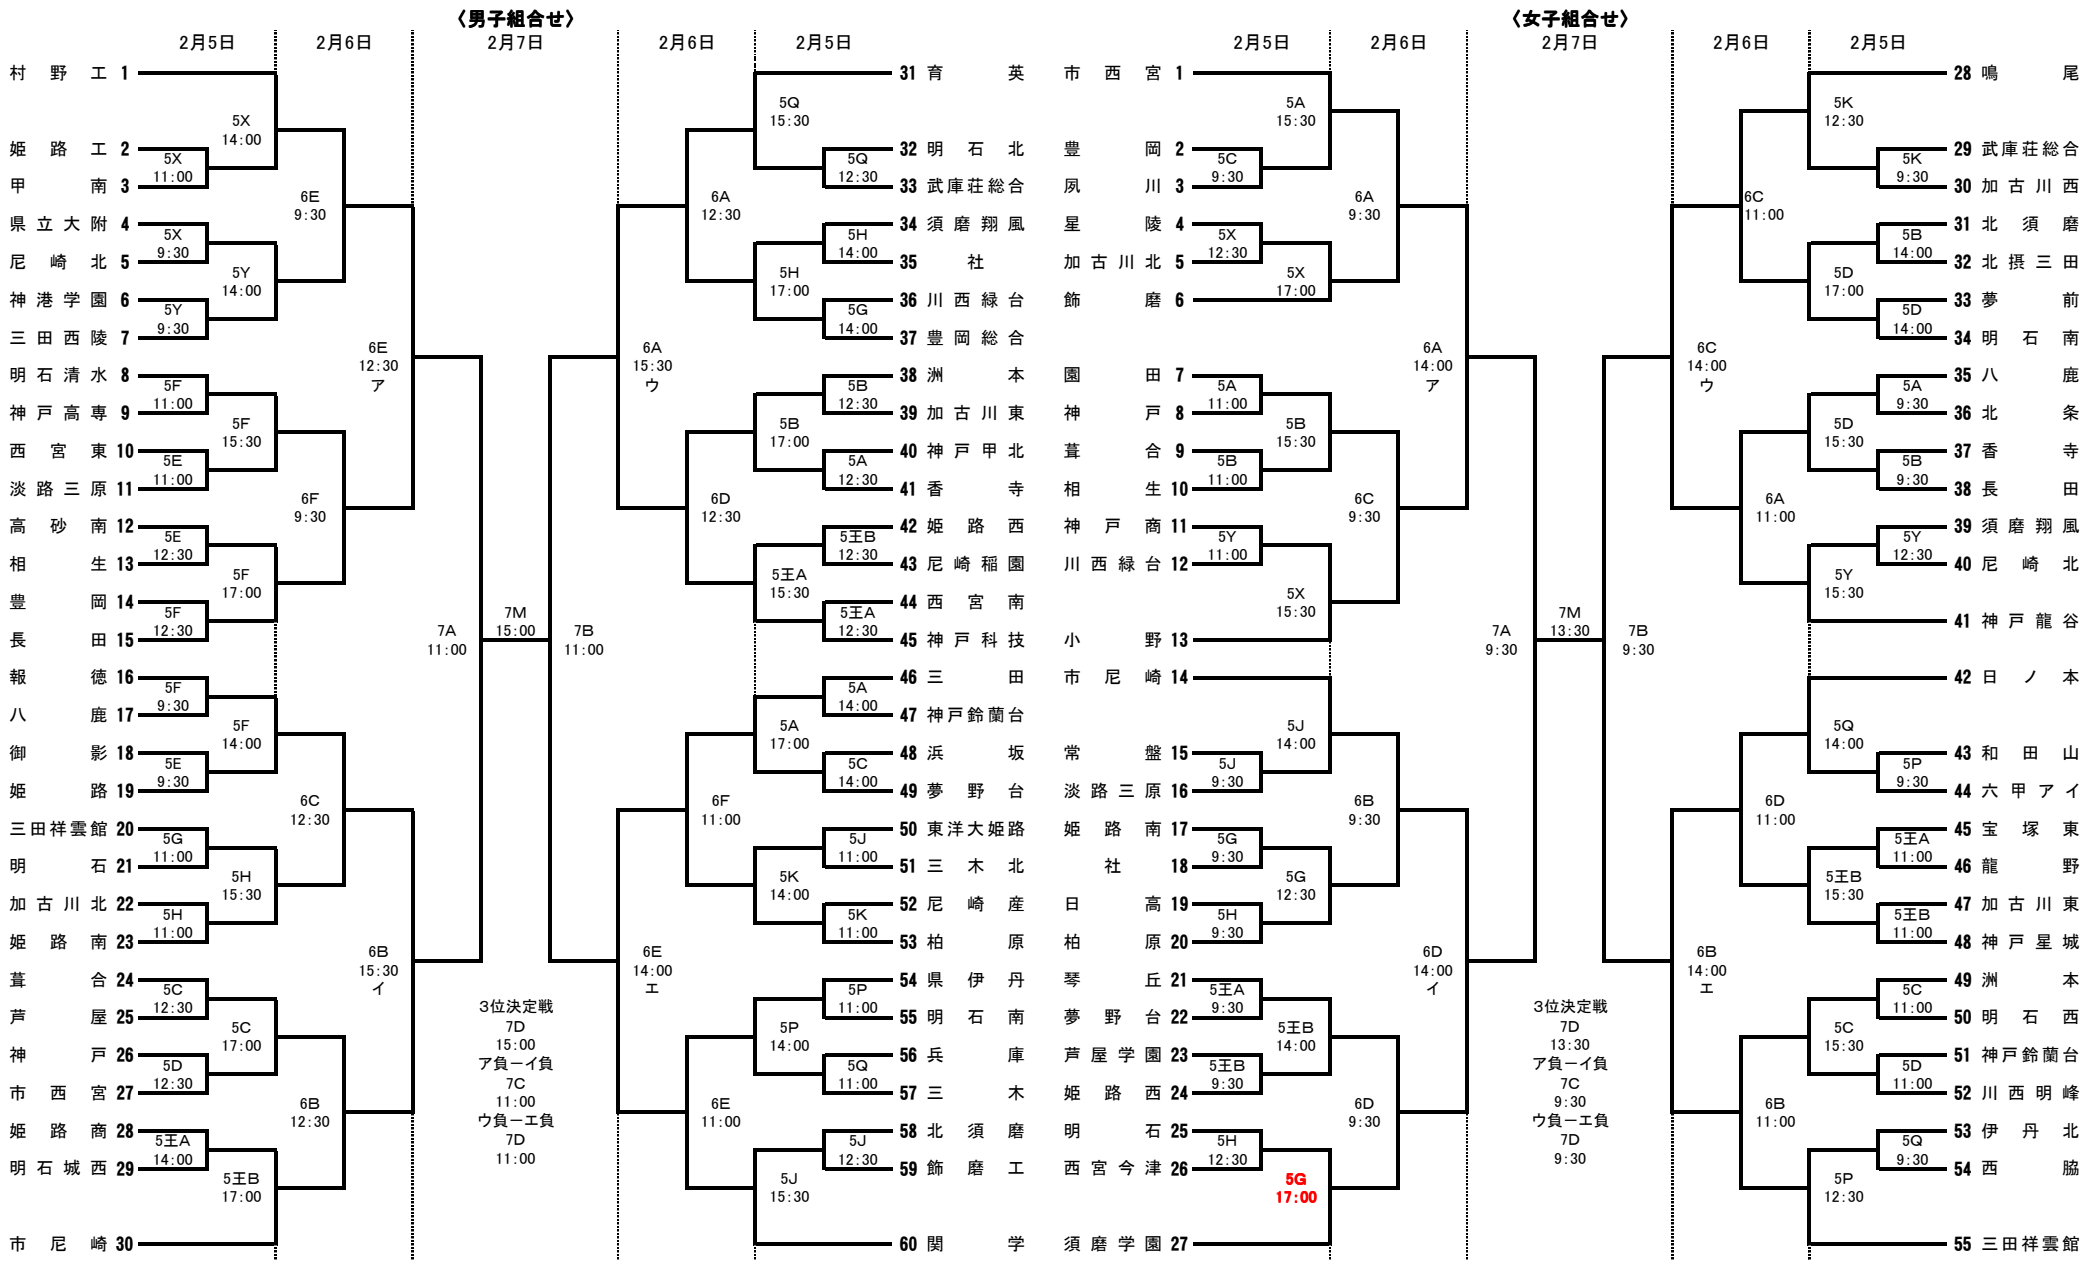 〈男子組合せ〉
2月5日 2月6日 2月7日 2月6日 2月5日
村野工 1
姫路工 2
甲南 3
県立大附 4
尼崎北 5
神港学園 6
三田西陵 7
明石清水 8
神戸高専 9
西宮東 10
淡路三原 11
高砂南 12
相生 13
豊岡 14
長田 15
報徳 16
八鹿 17
御影 18
姫路 19
三田祥雲館 20
明石 21
加古川北 22
姫路南 23
葺合 24
芦屋 25
神戸 26
市西宮 27
姫路商 28
明石城西 29
市尼崎 30
5X 11:00
5X 9:30
5Y 9:30
5F 11:00
5E 11:00
5E 12:30
5F 12:30
5F 9:30
5E 9:30
5G 11:00
5H 11:00
5C 12:30
5D 12:30
5王A 14:00
5X 14:00
5Y 14:00
5F 15:30
5F 17:00
5F 14:00
5H 15:30
5C 17:00
5王B 17:00
6E 9:30
6F 9:30
6C 12:30
6B 12:30
6E 12:30 ア
6B 15:30 イ
7A 11:00
7M 15:00
7B 11:00
3位決定戦
7D
15:00
ア負ーイ負
7C
11:00
ウ負ーエ負
7D
11:00
6A 15:30 ウ
6E 14:00 エ
6A 12:30
6D 12:30
6F 11:00
6E 11:00
5Q 15:30
5H 17:00
5B 17:00
5王A 15:30
5A 17:00
5K 14:00
5P 14:00
5J 15:30
5Q 12:30
5H 14:00
5G 14:00
5B 12:30
5A 12:30
5王B 12:30
5王A 12:30
5A 14:00
5C 14:00
5J 11:00
5K 11:00
5P 11:00
5Q 11:00
5J 12:30
31 育英
32 明石北
33 武庫荘総合
34 須磨翔風
35 社
36 川西緑台
37 豊岡総合
38 洲本
39 加古川東
40 神戸甲北
41 香寺
42 姫路西
43 尼崎稲園
44 西宮南
45 神戸科技
46 三田
47 神戸鈴蘭台
48 浜坂
49 夢野台
50 東洋大姫路
51 三木北
52 尼崎産
53 柏原
54 県伊丹
55 明石南
56 兵庫
57 三木
58 北須磨
59 飾磨工
60 関学
〈女子組合せ〉
2月5日 2月6日 2月7日 2月6日 2月5日
市西宮 1
豊岡 2
夙川 3
星陵 4
加古川北 5
飾磨 6
園田 7
神戸 8
葺合 9
相生 10
神戸商 11
川西緑台 12
小野 13
市尼崎 14
常盤 15
淡路三原 16
姫路南 17
社 18
日高 19
柏原 20
琴丘 21
夢野台 22
芦屋学園 23
姫路西 24
明石 25
西宮今津 26
須磨学園 27
5C 9:30
5X 12:30
5A 11:00
5B 11:00
5Y 11:00
5J 9:30
5G 9:30
5H 9:30
5王A 9:30
5王B 9:30
5H 12:30
5A 15:30
5X 17:00
5B 15:30
5X 15:30
5J 14:00
5G 12:30
5王B 14:00
5G 17:00
6A 9:30
6C 9:30
6B 9:30
6D 9:30
6A 14:00 ア
6D 14:00 イ
7A 9:30
7M 13:30
7B 9:30
3位決定戦
7D
13:30
ア負ーイ負
7C
9:30
ウ負ーエ負
7D
9:30
6C 14:00 ウ
6B 14:00 エ
6C 11:00
6A 11:00
6D 11:00
6B 11:00
5K 12:30
5D 17:00
5D 15:30
5Y 15:30
5Q 14:00
5王B 15:30
5C 15:30
5P 12:30
5K 9:30
5B 14:00
5D 14:00
5A 9:30
5B 9:30
5Y 12:30
5P 9:30
5王A 11:00
5王B 11:00
5C 11:00
5D 11:00
5Q 9:30
28 鳴尾
29 武庫荘総合
30 加古川西
31 北須磨
32 北摂三田
33 夢前
34 明石南
35 八鹿
36 北条
37 香寺
38 長田
39 須磨翔風
40 尼崎北
41 神戸龍谷
42 日ノ本
43 和田山
44 六甲アイ
45 宝塚東
46 龍野
47 加古川東
48 神戸星城
49 洲本
50 明石西
51 神戸鈴蘭台
52 川西明峰
53 伊丹北
54 西脇
55 三田祥雲館